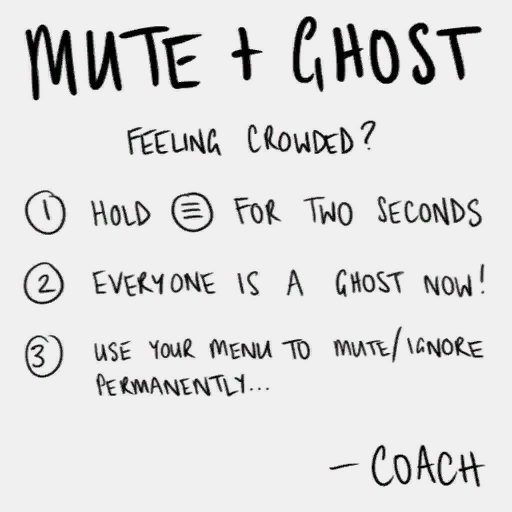 MUTE + GHOST
FEELING CROWDED?
1 HOLD ☰ FOR TWO SECONDS
2 EVERYONE IS A GHOST NOW!
3 USE YOUR MENU TO MUTE/IGNORE
PERMANENTLY...
— COACH